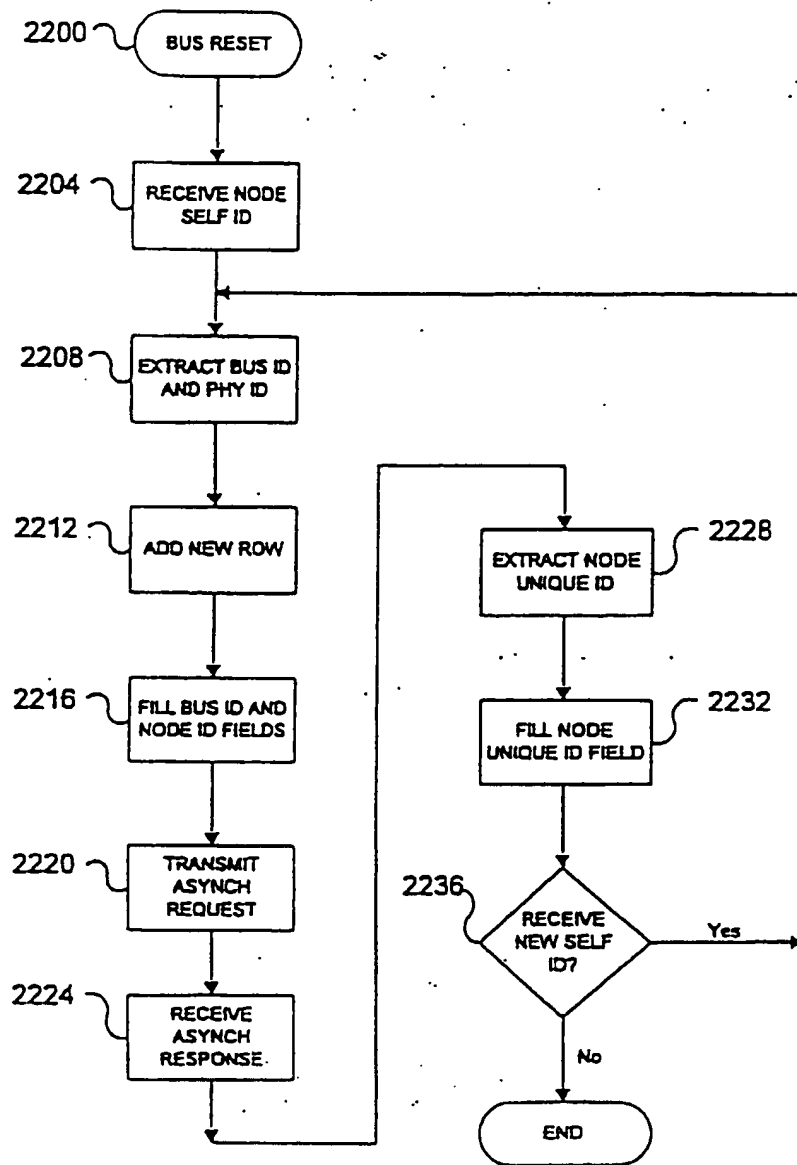 2200
BUS RESET
2204
RECEIVE NODE
SELF ID
2208
EXTRACT BUS ID
AND PHY ID
2212
ADD NEW ROW
2216
FILL BUS ID AND
NODE ID FIELDS
2220
TRANSMIT
ASYNCH
REQUEST
2224
RECEIVE
ASYNCH
RESPONSE
2228
EXTRACT NODE
UNIQUE ID
2232
FILL NODE
UNIQUE ID FIELD
2236
RECEIVE
NEW SELF
ID?
Yes
No
END